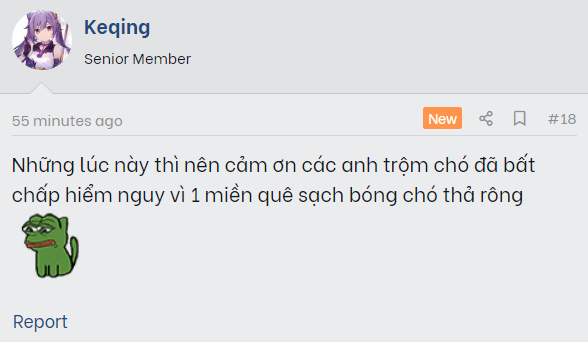 Keqing
Senior Member
55 minutes ago
New
#18
Những lúc này thì nên cảm ơn các anh trộm chó đã bất
chấp hiểm nguy vì 1 miền quê sạch bóng chó thả rông
Report